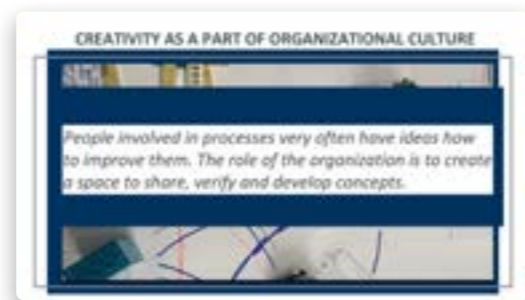 CREATIVITY AS A PART OF ORGANIZATIONAL CULTURE
People involved in processes very often have ideas how
to improve them. The role of the organization is to create
a space to share, verify and develop concepts.